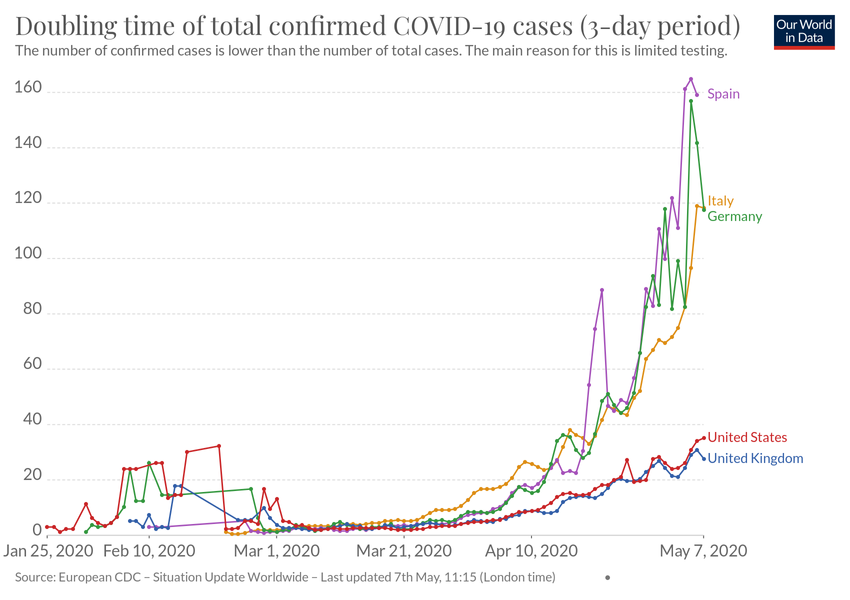 Doubling time of total confirmed COVID-19 cases (3-day period)
Our World
in Data
The number of confirmed cases is lower than the number of total cases. The main reason for this is limited testing.
160
Spain
140
120
Italy
Germany
100
80
60
40
United States
United Kingdom
20
0
Jan 25, 2020 Feb 10, 2020 Mar 1, 2020 Mar 21, 2020 Apr 10, 2020 May 7, 2020
Source: European CDC – Situation Update Worldwide – Last updated 7th May, 11:15 (London time) •